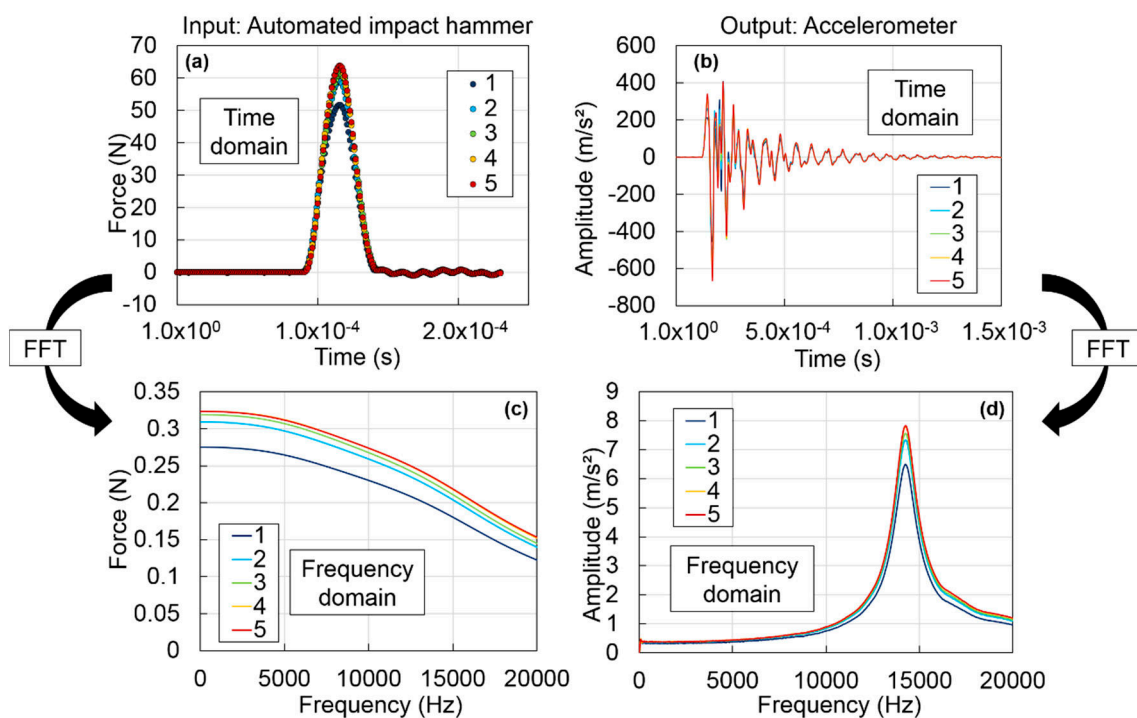 Input: Automated impact hammer
Output: Accelerometer
(a)
Force (N)
70
60
50
40
30
20
10
0
-10
Time
domain
1
2
3
4
5
1.0x10⁰
1.0x10⁻⁴
2.0x10⁻⁴
Time (s)
(b)
Amplitude (m/s²)
600
400
200
0
-200
-400
-600
-800
Time
domain
1
2
3
4
5
1.0x10⁰
5.0x10⁻⁴
1.0x10⁻³
1.5x10⁻³
Time (s)
FFT
FFT
(c)
Force (N)
0.35
0.3
0.25
0.2
0.15
0.1
0.05
0
1
2
3
4
5
Frequency
domain
0
5000
10000
15000
20000
Frequency (Hz)
(d)
Amplitude (m/s²)
9
8
7
6
5
4
3
2
1
0
1
2
3
4
5
Frequency
domain
0
5000
10000
15000
20000
Frequency (Hz)